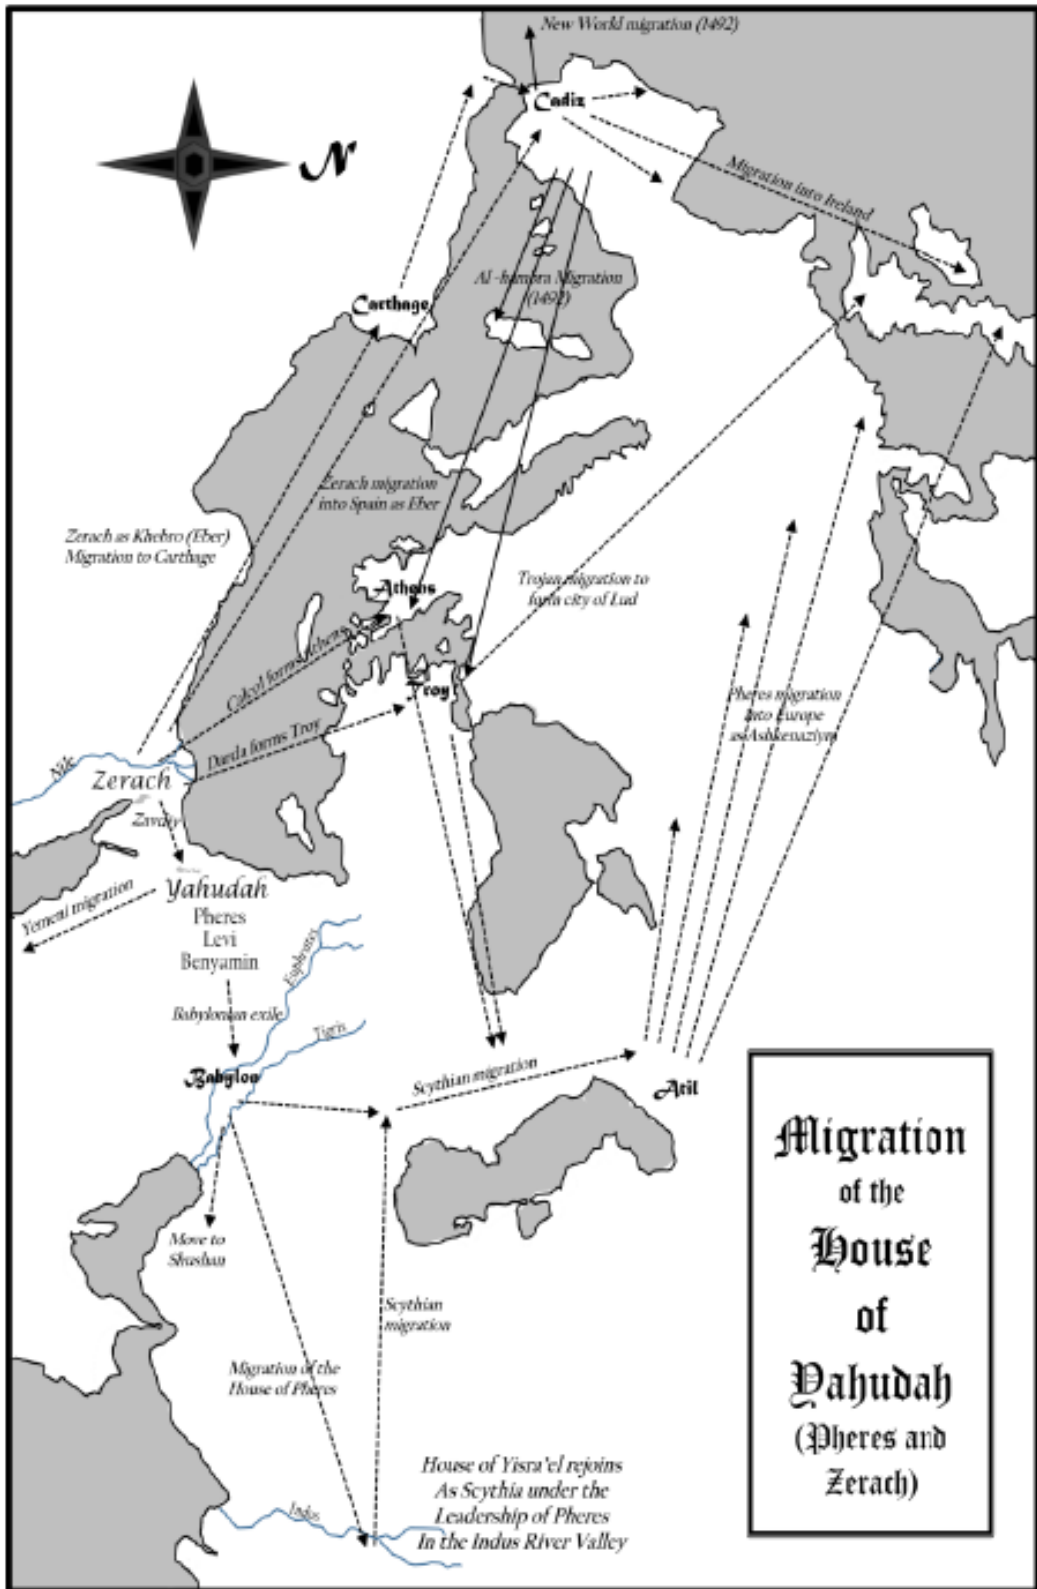 New World migration (1492)
Cadiz
N
Migration into Ireland
Al-hambra Migration
(1492)
Carthage
Zerach migration
into Spain as Eber
Zerach as Khebro (Eber)
Migration to Carthage
Athens
Trojan migration to
form city of Lud
Calcol forms Athens
Troy
Darda forms Troy
Pheres migration
into Europe
as Ashkenaziym
Nile
Zerach
Yahudah
Pheres
Levi
Benyamin
Yemeni migration
Euphrates
Babylonian exile
Tigris
Babylon
Scythian migration
Atil
Move to
Shushan
Scythian
migration
Migration of the
House of Pheres
House of Yisra'el rejoins
As Scythia under the
Leadership of Pheres
In the Indus River Valley
Indus
Migration
of the
House
of
Yahudah
(Pheres and
Zerach)